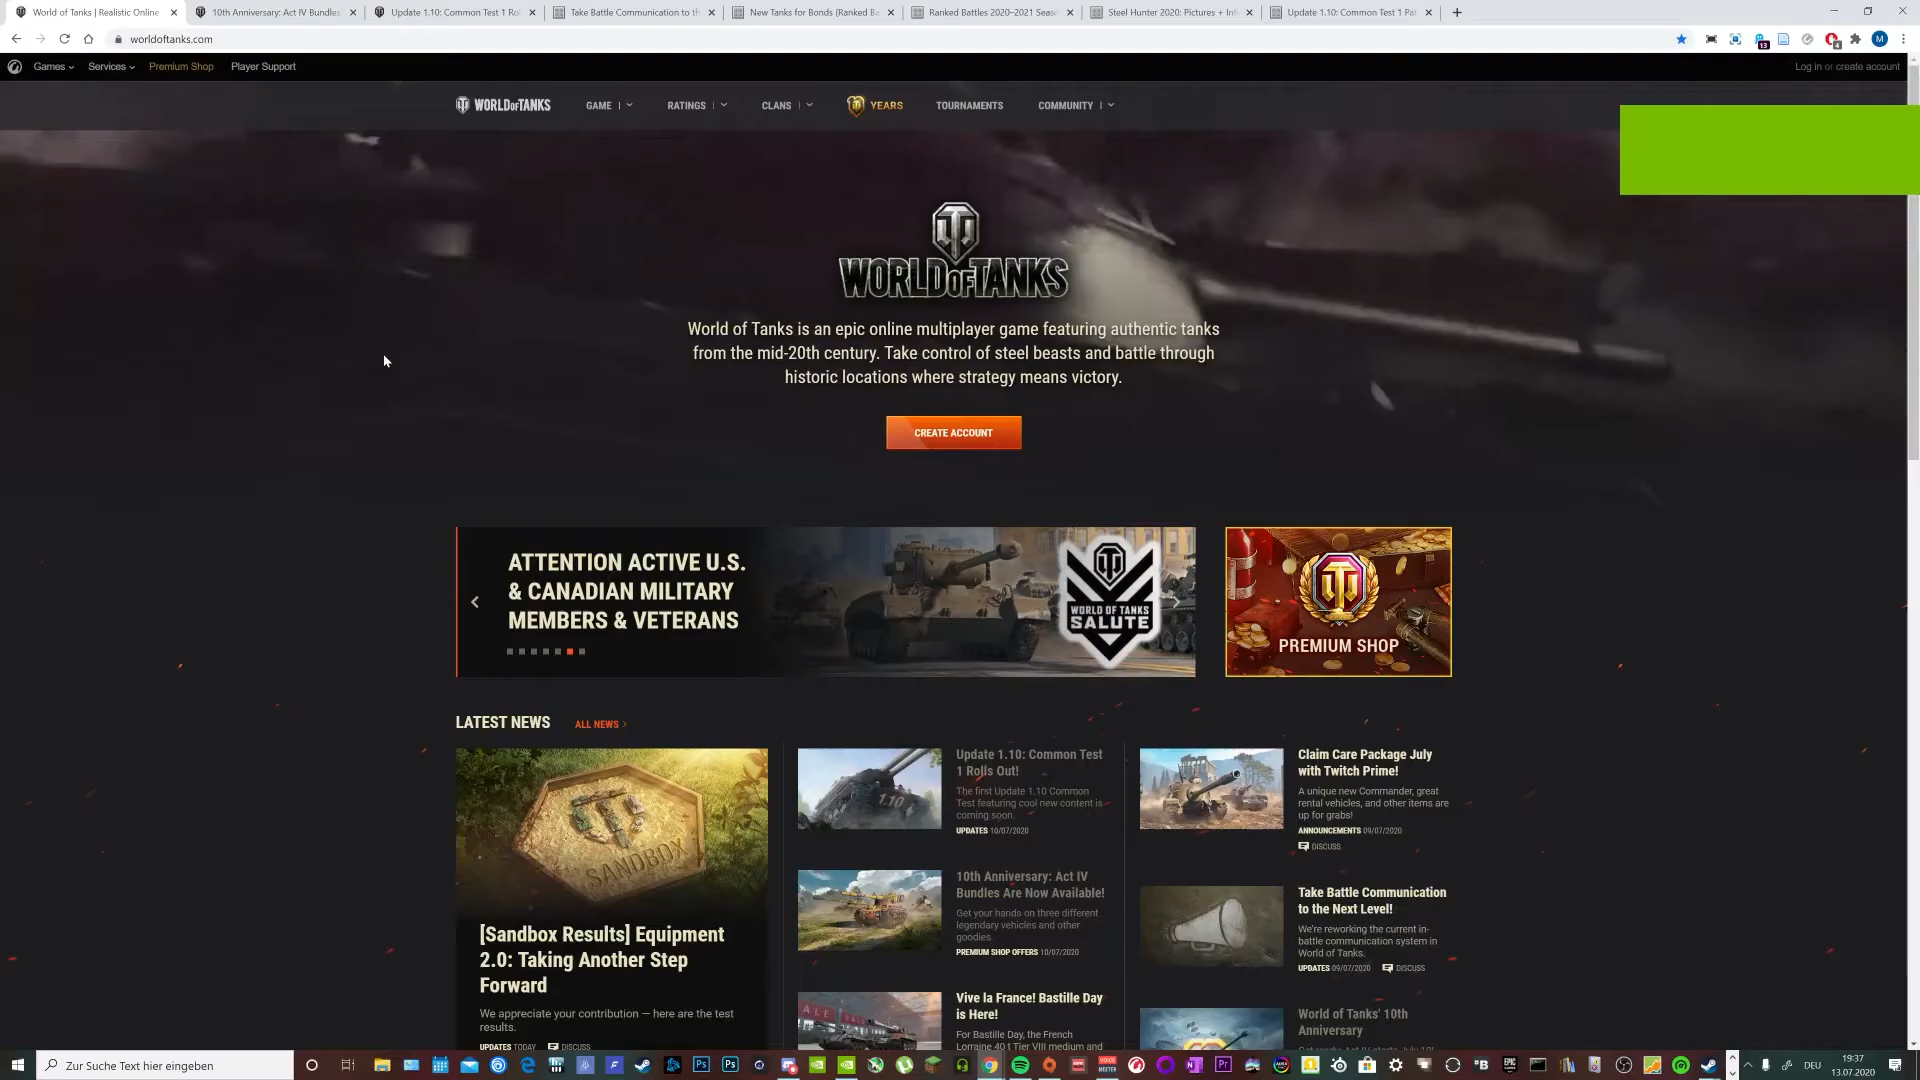 World of Tanks | Realistic Online
10th Anniversary: Act IV Bundles
Update 1.10: Common Test 1 Ro
Take Battle Communication to th
New Tanks for Bonds (Ranked B
Ranked Battles 2020–2021 Seas
Steel Hunter 2020: Pictures + In
Update 1.10: Common Test 1 Pa
worldoftanks.com
13
4
M
Games
Services
Premium Shop
Player Support
Log in or create account
WORLD OF TANKS
GAME
RATINGS
CLANS
YEARS
TOURNAMENTS
COMMUNITY
WORLD OF TANKS
World of Tanks is an epic online multiplayer game featuring authentic tanks
from the mid-20th century. Take control of steel beasts and battle through
historic locations where strategy means victory.
CREATE ACCOUNT
ATTENTION ACTIVE U.S.
& CANADIAN MILITARY
MEMBERS & VETERANS
WORLD OF TANKS
SALUTE
PREMIUM SHOP
LATEST NEWS
ALL NEWS
SANDBOX
[Sandbox Results] Equipment
2.0: Taking Another Step
Forward
We appreciate your contribution — here are the test
results.
UPDATES TODAY
DISCUSS
1.10
Update 1.10: Common Test
1 Rolls Out!
The first Update 1.10 Common
Test featuring cool new content is
coming soon.
UPDATES 10/07/2020
10th Anniversary: Act IV
Bundles Are Now Available!
Get your hands on three different
legendary vehicles and other
goodies.
PREMIUM SHOP OFFERS 10/07/2020
Vive la France! Bastille Day
is Here!
For Bastille Day, the French
Lorraine 40 t Tier VIII medium and
Claim Care Package July
with Twitch Prime!
A unique new Commander, great
rental vehicles, and other items are
up for grabs!
ANNOUNCEMENTS 09/07/2020
DISCUSS
Take Battle Communication
to the Next Level!
We're reworking the current in-
battle communication system in
World of Tanks.
UPDATES 09/07/2020
DISCUSS
World of Tanks' 10th
Anniversary
Zur Suche Text hier eingeben
DEU
19:37
13.07.2020